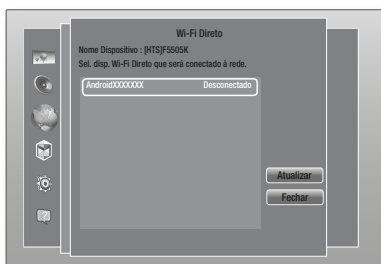 Wi-Fi Direto
Nome Dispositivo : [HTS]F5505K
Sel. disp. Wi-Fi Direto que será conectado à rede.
AndroidXXXXXXX Desconectado
Atualizar
Fechar
?